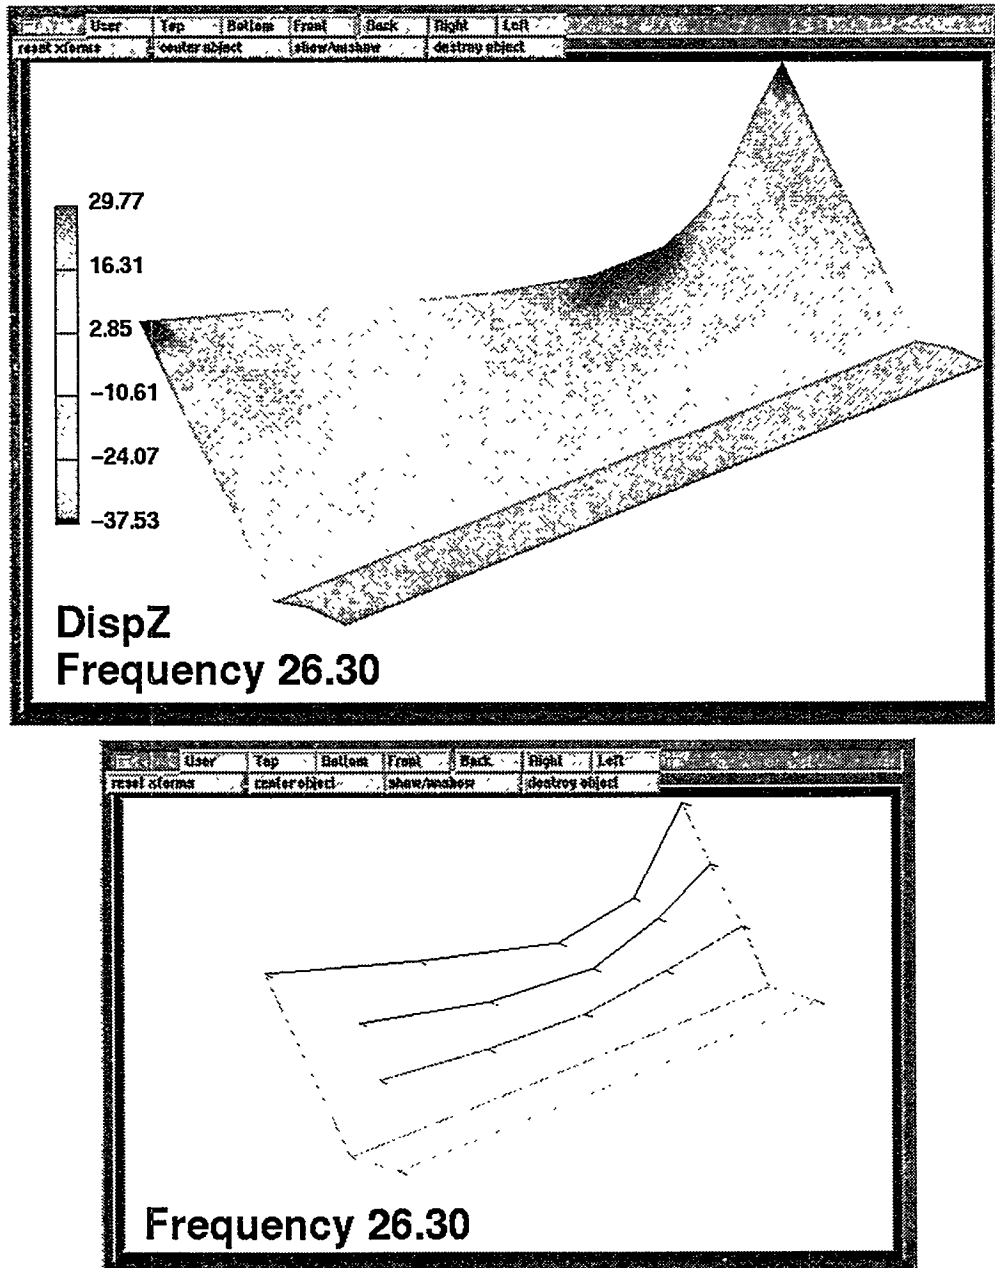 User Top Bottom Front Back Right Left
reset xforms center object show/unshow destroy object
29.77
16.31
2.85
−10.61
−24.07
−37.53
DispZ
Frequency 26.30
User Top Bottom Front Back Right Left
reset xforms center object show/unshow destroy object
Frequency 26.30